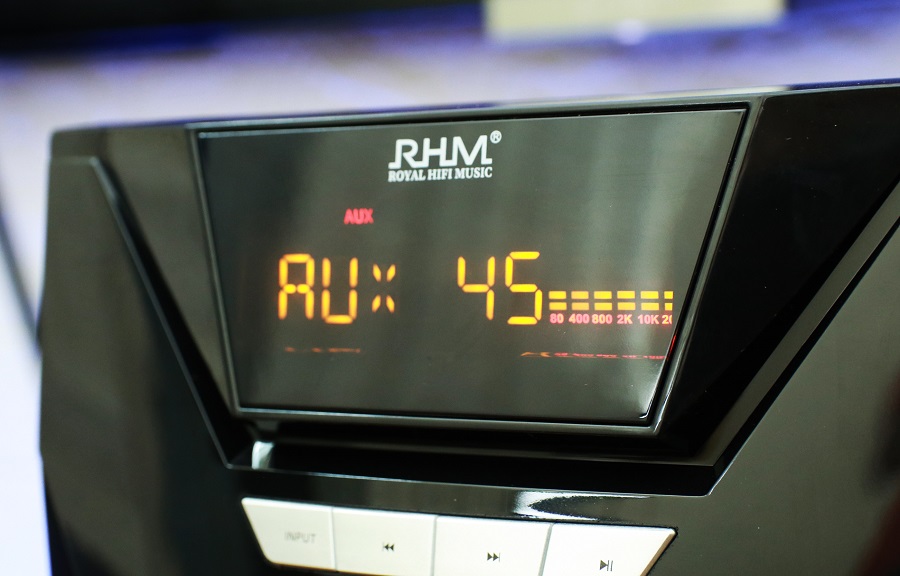 RHM®
ROYAL HIFI MUSIC
AUX
AUX 45
80 400 800 2K 10K
INPUT